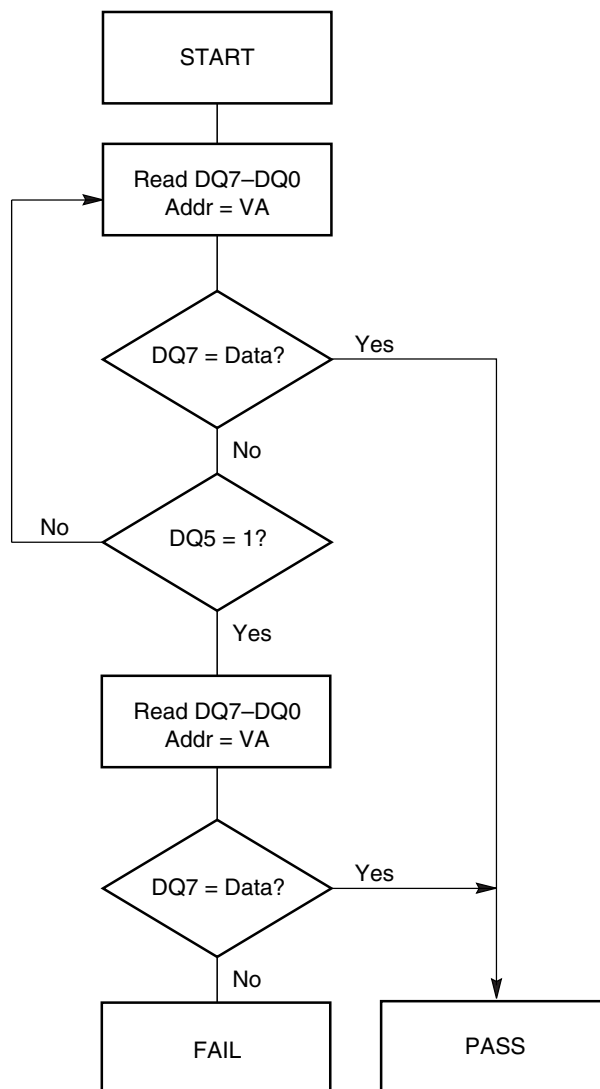 START
Read DQ7–DQ0
Addr = VA
DQ7 = Data?
Yes
No
No
DQ5 = 1?
Yes
Read DQ7–DQ0
Addr = VA
DQ7 = Data?
Yes
No
FAIL
PASS